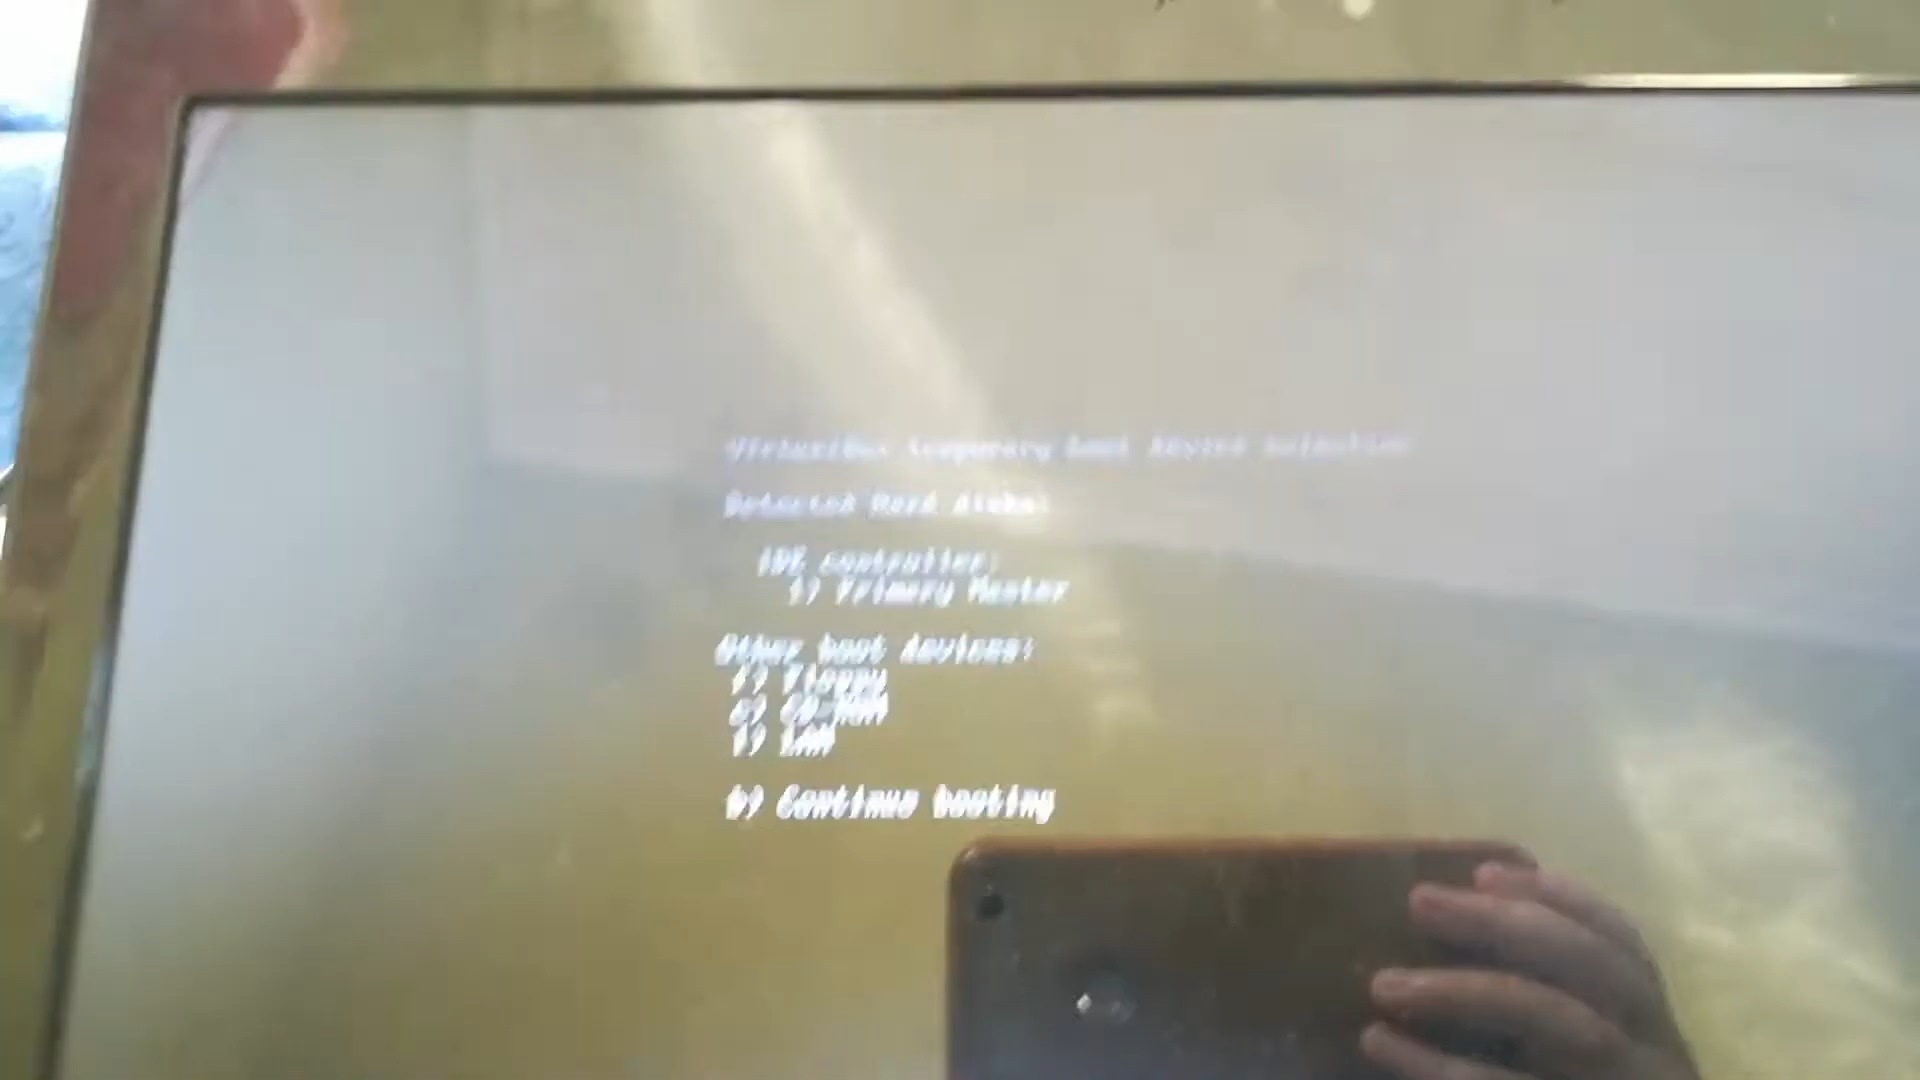 VirtualBox temporary boot device selection
Detected Hard disks:
IDE controller:
1) Primary Master
Other boot devices:
f) Floppy
c) CD-ROM
l) LAN
b) Continue booting